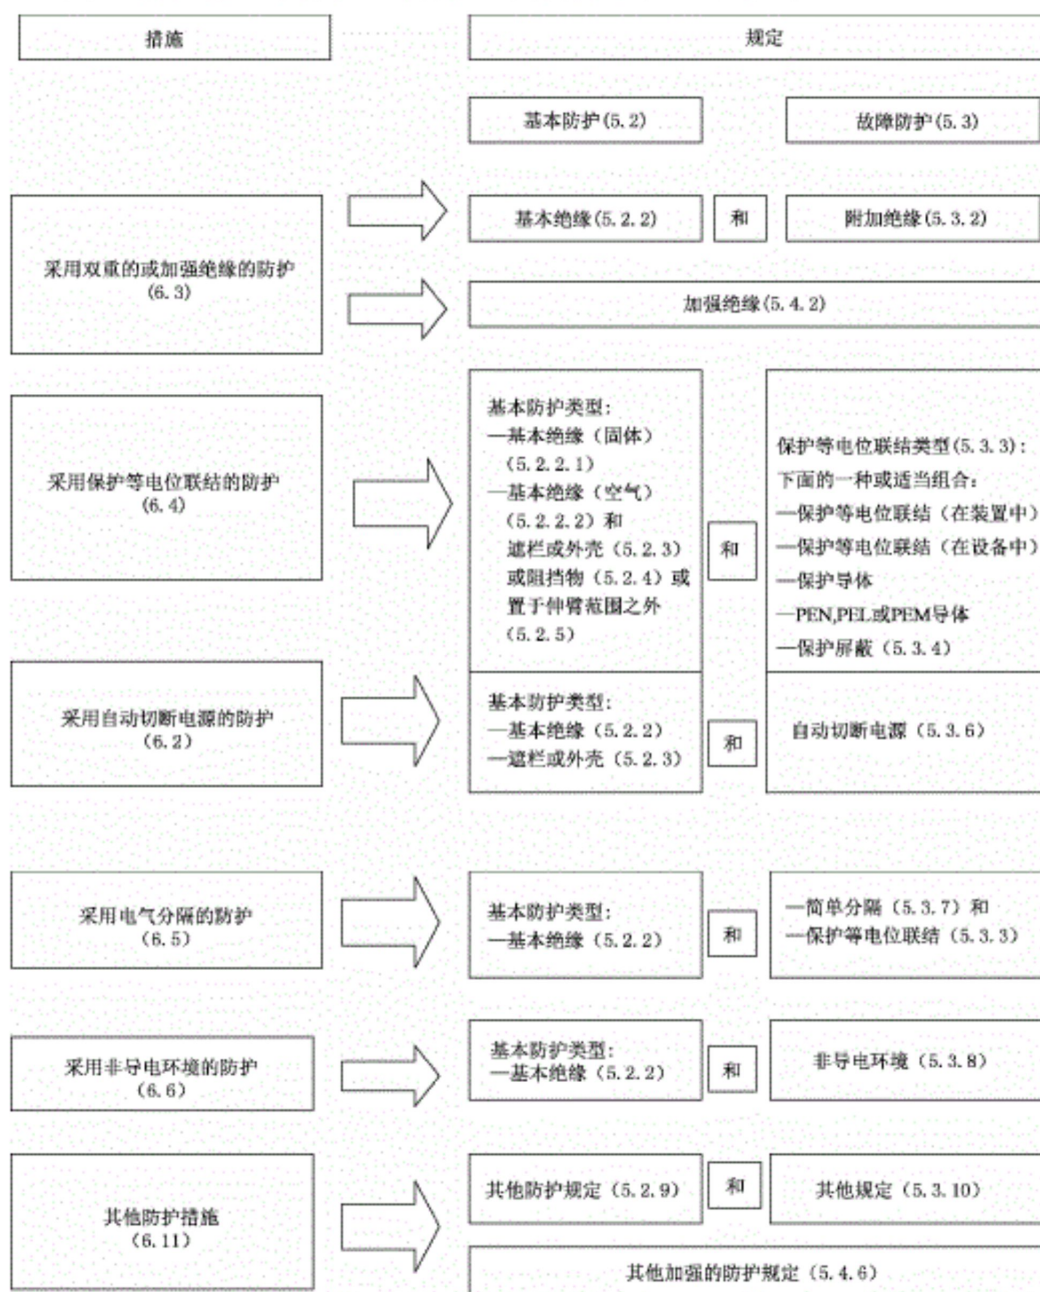 措施
规定
基本防护(5.2)
故障防护(5.3)
采用双重的或加强绝缘的防护
(6.3)
基本绝缘(5.2.2)
和
附加绝缘(5.3.2)
加强绝缘(5.4.2)
采用保护等电位联结的防护
(6.4)
基本防护类型:
—基本绝缘（固体）
(5.2.2.1)
—基本绝缘（空气）
(5.2.2.2)和
遮栏或外壳（5.2.3）
或阻挡物（5.2.4）或
置于伸臂范围之外
（5.2.5）
和
保护等电位联结类型(5.3.3):
下面的一种或适当组合:
—保护等电位联结（在装置中）
—保护等电位联结（在设备中）
—保护导体
—PEN,PEL或PEM导体
—保护屏蔽（5.3.4）
采用自动切断电源的防护
(6.2)
基本防护类型:
—基本绝缘（5.2.2）
—遮栏或外壳（5.2.3）
和
自动切断电源（5.3.6）
采用电气分隔的防护
(6.5)
基本防护类型:
—基本绝缘（5.2.2）
和
—简单分隔（5.3.7）和
—保护等电位联结（5.3.3）
采用非导电环境的防护
(6.6)
基本防护类型:
—基本绝缘（5.2.2）
和
非导电环境（5.3.8）
其他防护措施
(6.11)
其他防护规定（5.2.9）
和
其他规定（5.3.10）
其他加强的防护规定（5.4.6）